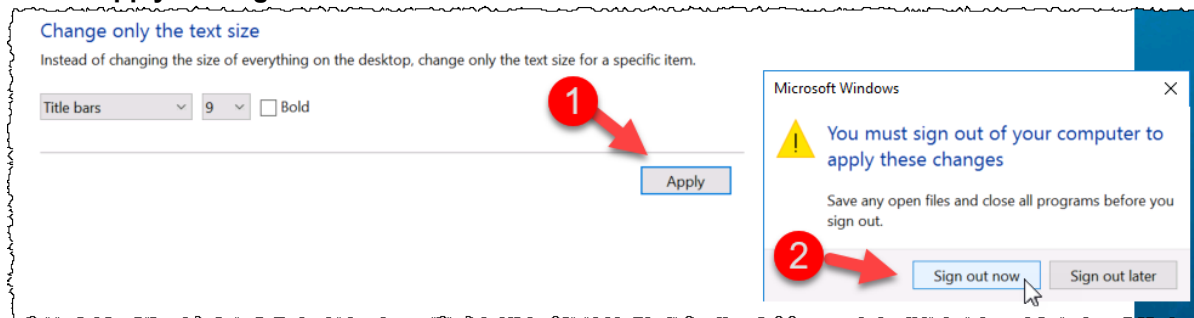 Change only the text size
Instead of changing the size of everything on the desktop, change only the text size for a specific item.
Title bars 9 Bold
1
Apply
Microsoft Windows
You must sign out of your computer to
apply these changes
Save any open files and close all programs before you
sign out.
2
Sign out now Sign out later